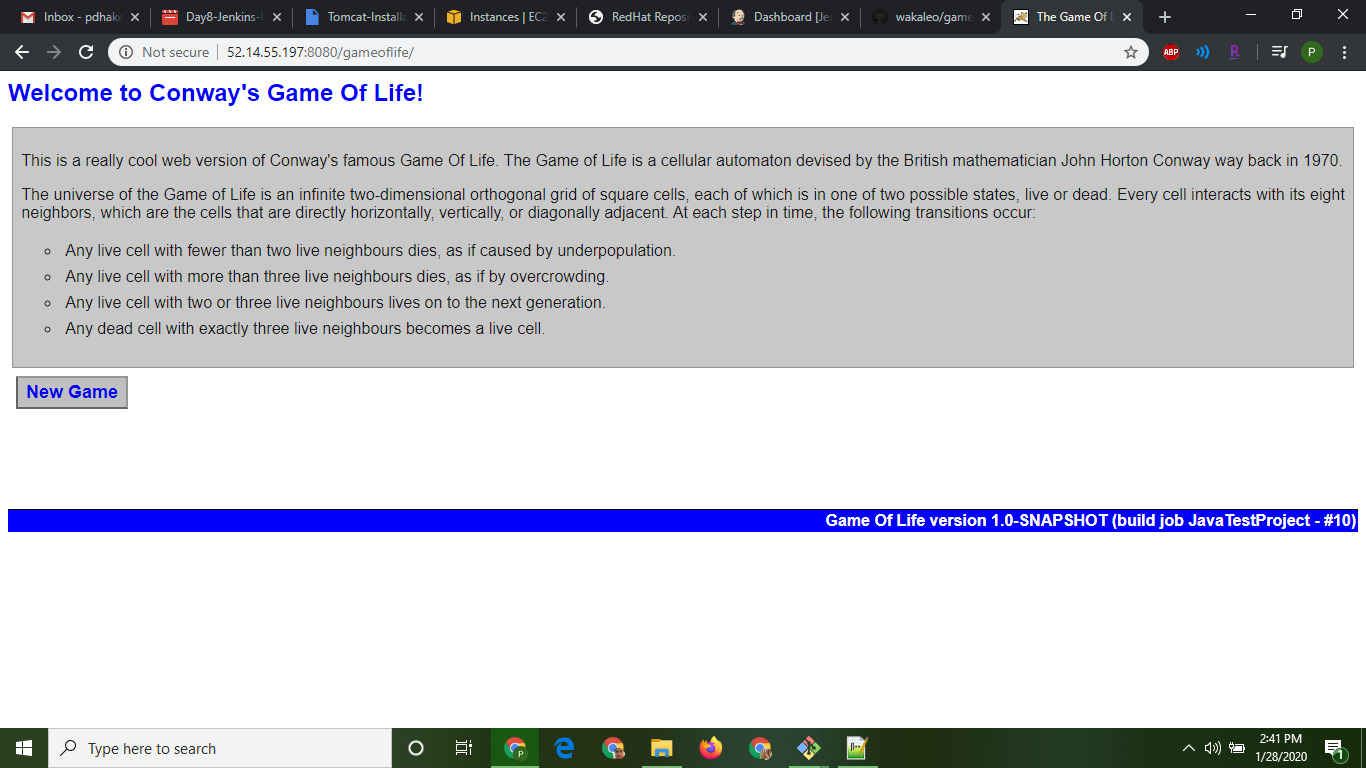 Inbox - pdhake
Day8-Jenkins-
Tomcat-Installa
Instances | EC2
RedHat Reposi
Dashboard [Je
wakaleo/game
The Game Of L
Not secure
52.14.55.197:8080/gameoflife/
ABP
R
P
Welcome to Conway's Game Of Life!
This is a really cool web version of Conway's famous Game Of Life. The Game of Life is a cellular automaton devised by the British mathematician John Horton Conway way back in 1970.
The universe of the Game of Life is an infinite two-dimensional orthogonal grid of square cells, each of which is in one of two possible states, live or dead. Every cell interacts with its eight
neighbors, which are the cells that are directly horizontally, vertically, or diagonally adjacent. At each step in time, the following transitions occur:
Any live cell with fewer than two live neighbours dies, as if caused by underpopulation.
Any live cell with more than three live neighbours dies, as if by overcrowding.
Any live cell with two or three live neighbours lives on to the next generation.
Any dead cell with exactly three live neighbours becomes a live cell.
New Game
Game Of Life version 1.0-SNAPSHOT (build job JavaTestProject - #10)
Type here to search
P
2:41 PM
1/28/2020
1